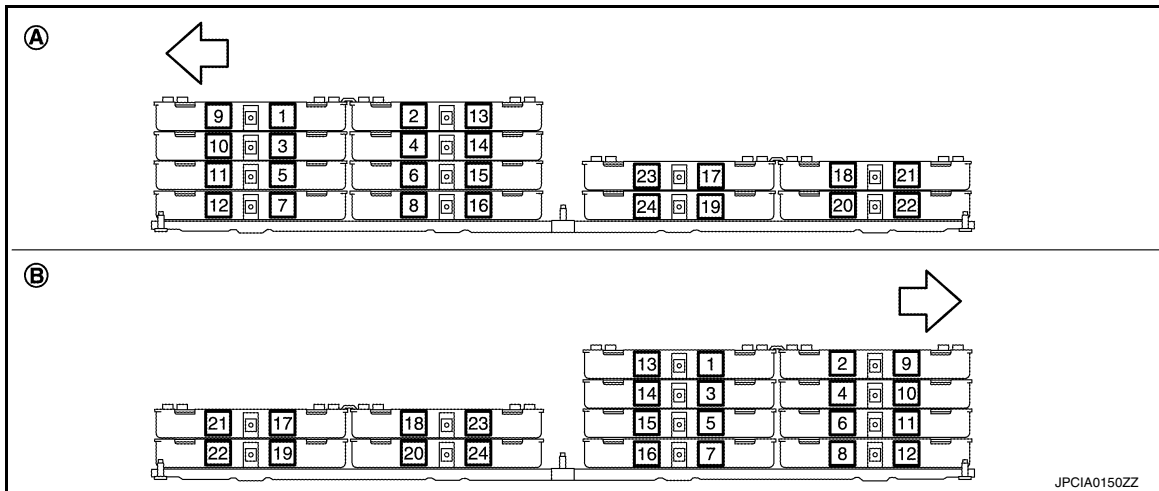 A
9 1 2 13
10 3 4 14
11 5 6 15 23 17 18 21
12 7 8 16 24 19 20 22
B
13 1 2 9
14 3 4 10
21 17 18 23 15 5 6 11
22 19 20 24 16 7 8 12
JPCIA0150ZZ